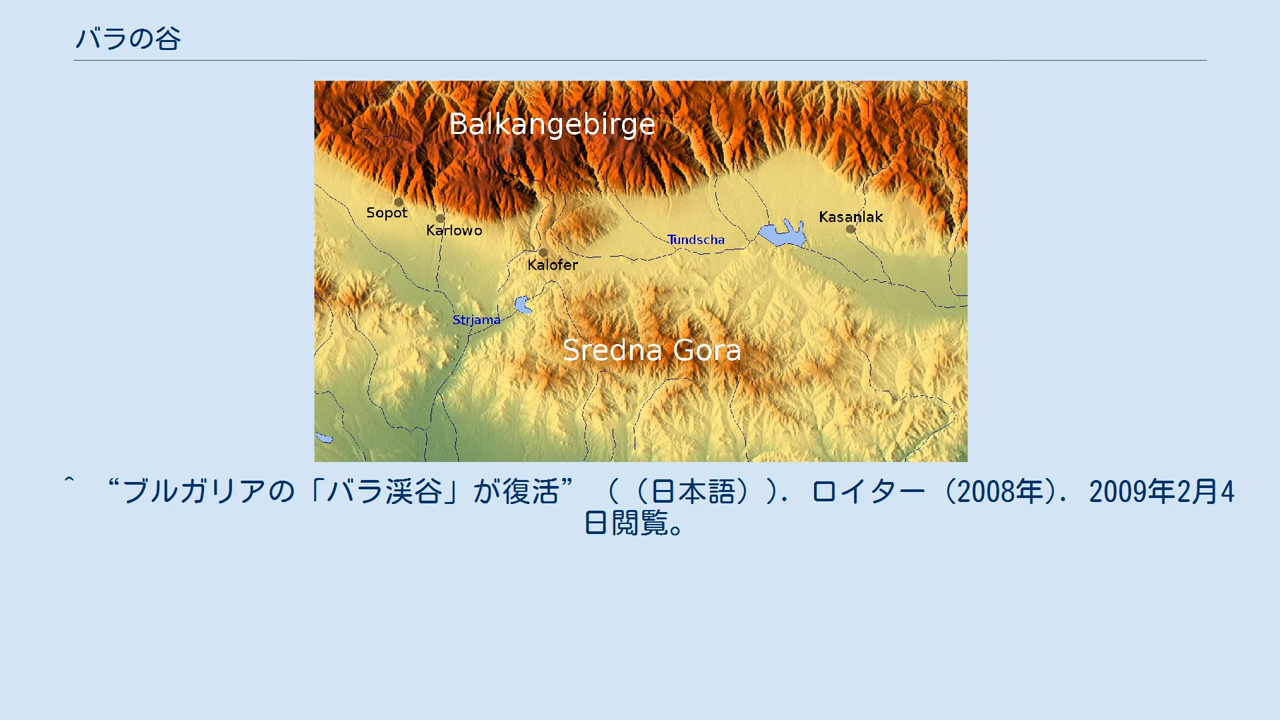 バラの谷
Balkangebirge
Sopot
Karlowo
Kasanlak
Tundscha
Kalofer
Strjama
Sredna Gora
^ “ブルガリアの「バラ渓谷」が復活” （（日本語）). ロイター（2008年）. 2009年2月4
日閲覧。